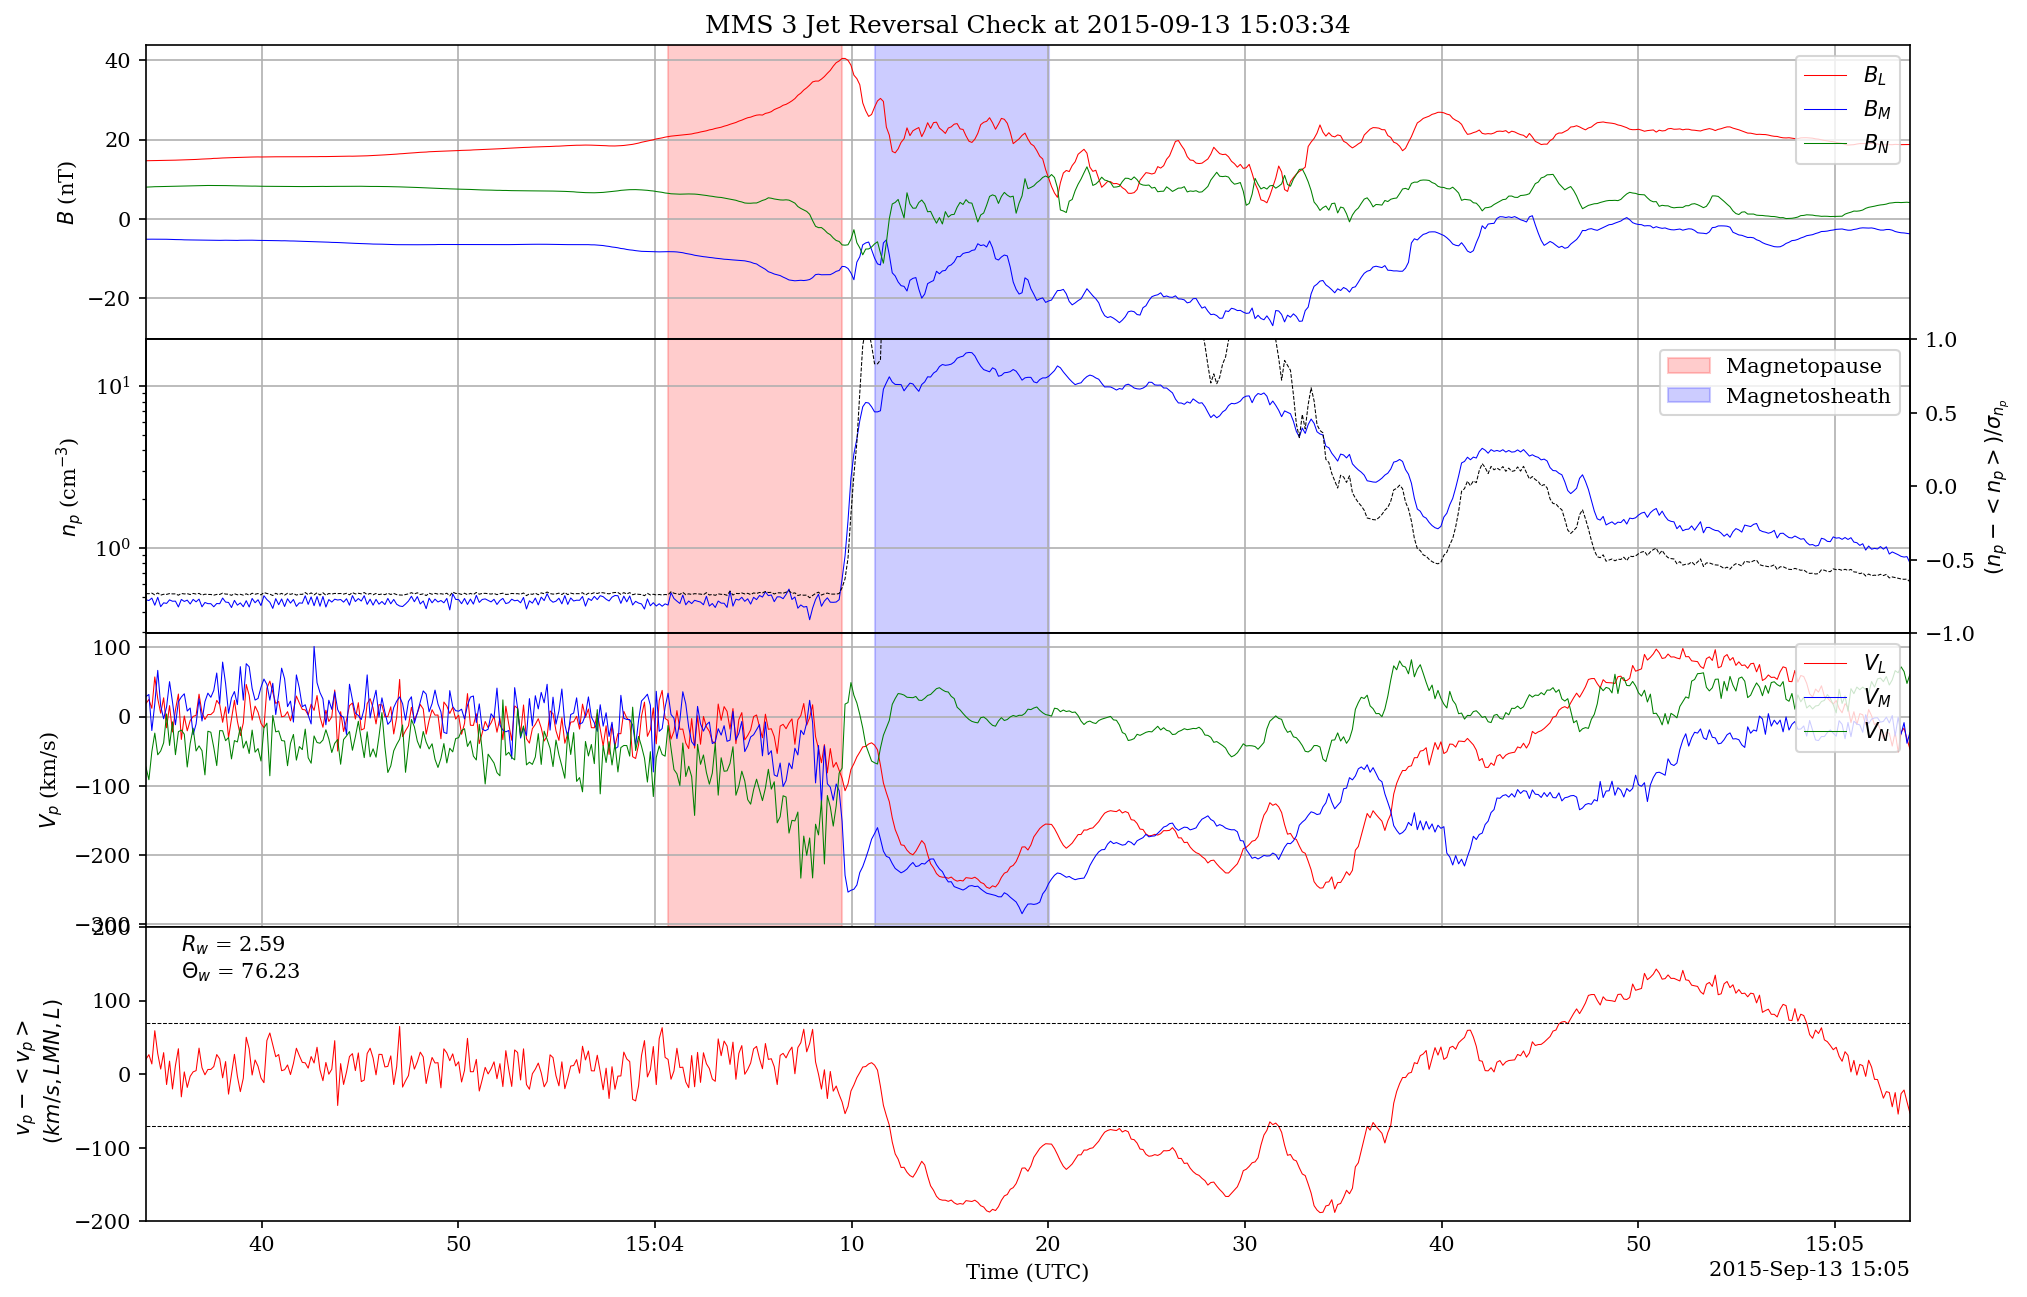 MMS 3 Jet Reversal Check at 2015-09-13 15:03:34
40
20
0
−20
B (nT)
B_L
B_M
B_N
10^1
10^0
n_p (cm^−3)
Magnetopause
Magnetosheath
1.0
0.5
0.0
−0.5
−1.0
(n_p − < n_p >)/σ_{n_p}
100
0
−100
−200
−300
V_p (km/s)
V_L
V_M
V_N
200
100
0
−100
−200
v_p − < v_p >
(km/s, LMN, L)
R_w = 2.59
Θ_w = 76.23
40 50 15:04 10 20 30 40 50 15:05
Time (UTC)
2015-Sep-13 15:05